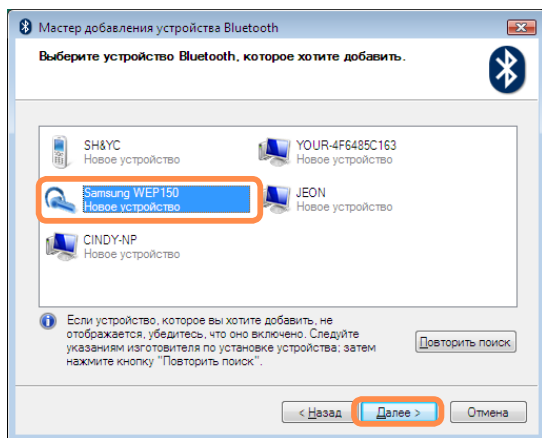 Мастер добавления устройства Bluetooth
Выберите устройство Bluetooth, которое хотите добавить.
SH&YC
Новое устройство
YOUR-4F6485C163
Новое устройство
Samsung WEP150
Новое устройство
JEON
Новое устройство
CINDY-NP
Новое устройство
Если устройство, которое вы хотите добавить, не
отображается, убедитесь, что оно включено. Следуйте
указаниям изготовителя по установке устройства; затем
нажмите кнопку "Повторить поиск".
Повторить поиск
< Назад
Далее >
Отмена